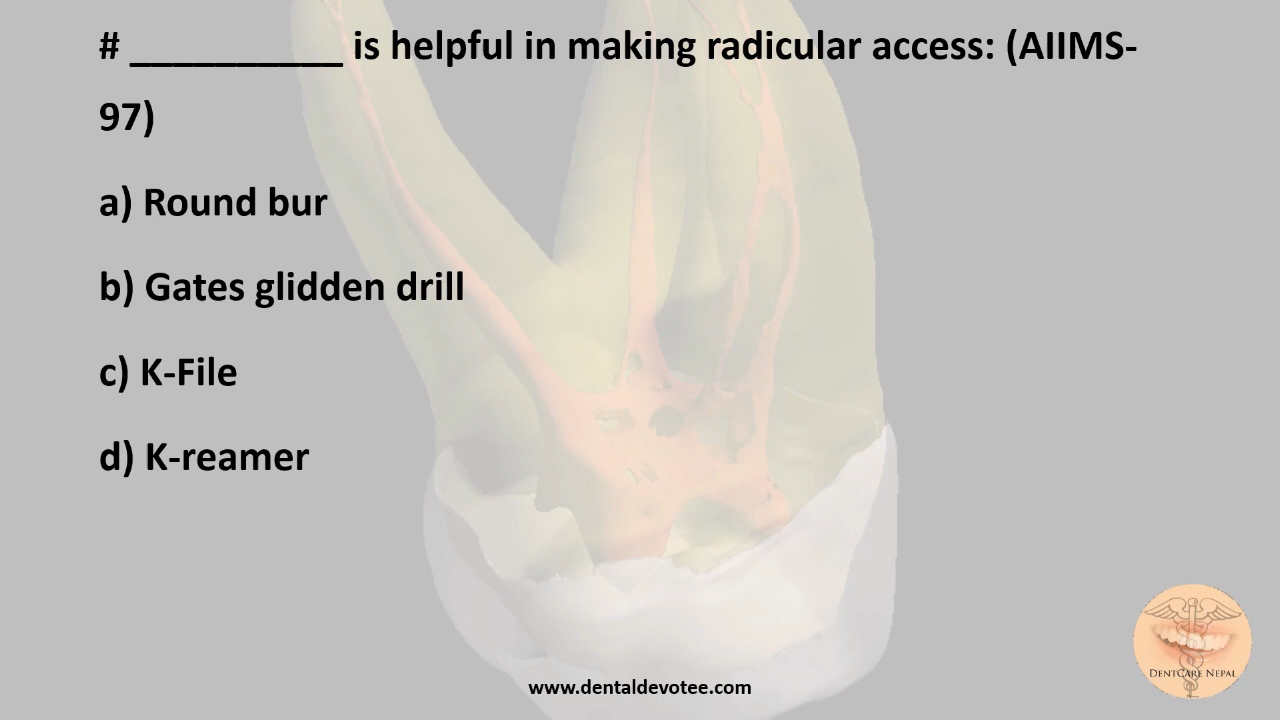 # __________ is helpful in making radicular access: (AIIMS-
97)
a) Round bur
b) Gates glidden drill
c) K-File
d) K-reamer
DENTCARE NEPAL
www.dentaldevotee.com